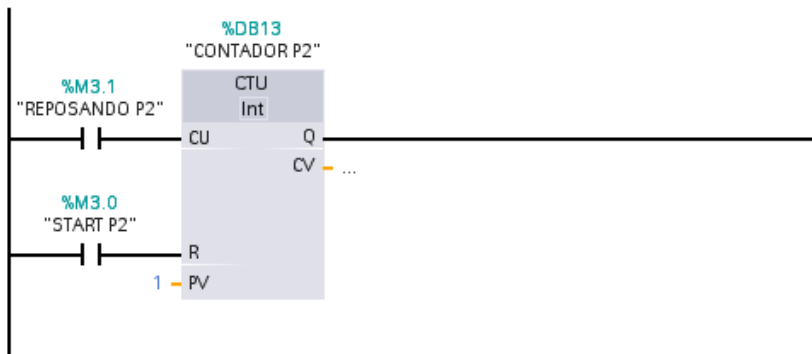 %DB13
"CONTADOR P2"
CTU
Int
%M3.1
"REPOSANDO P2"
CU
Q
CV
...
%M3.0
"START P2"
R
1
PV